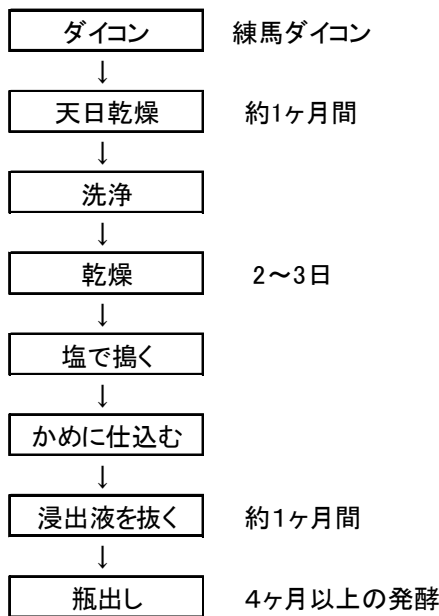 ダイコン 練馬ダイコン
↓
天日乾燥 約1ヶ月間
↓
洗浄
↓
乾燥 2～3日
↓
塩で搗く
↓
かめに仕込む
↓
浸出液を抜く 約１ヶ月間
↓
瓶出し ４ヶ月以上の発酵